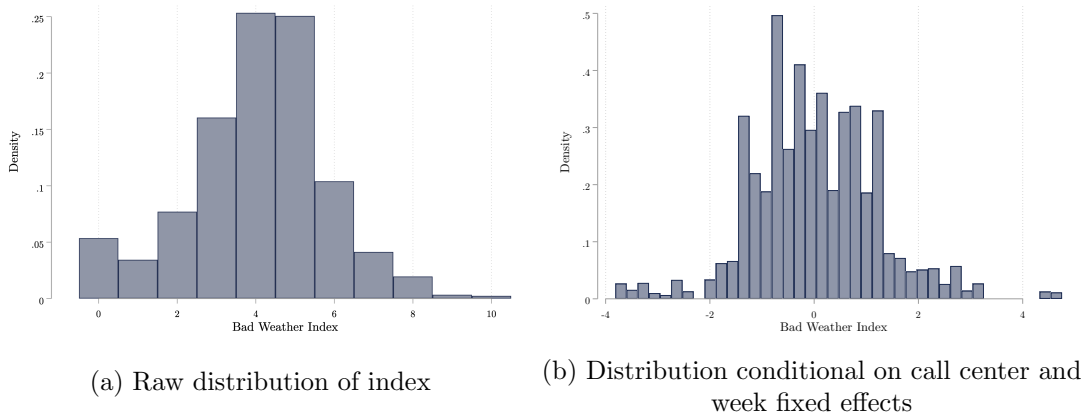 .25
.2
.15
.1
.05
0
Density
0 2 4 6 8 10
Bad Weather Index
(a) Raw distribution of index
.5
.4
.3
.2
.1
0
Density
-4 -2 0 2 4
Bad Weather Index
(b) Distribution conditional on call center and
week fixed effects